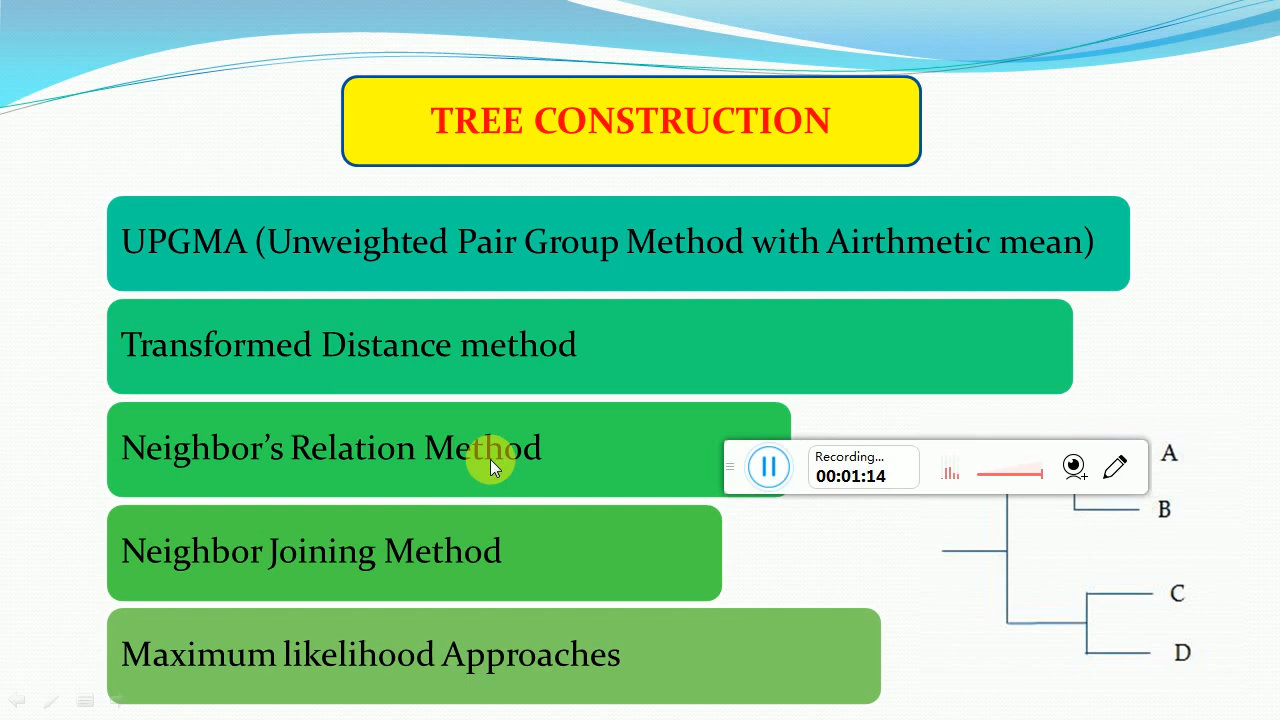 TREE CONSTRUCTION
UPGMA (Unweighted Pair Group Method with Airthmetic mean)
Transformed Distance method
Neighbor’s Relation Method
Recording...
00:01:14
A
B
Neighbor Joining Method
C
Maximum likelihood Approaches
D